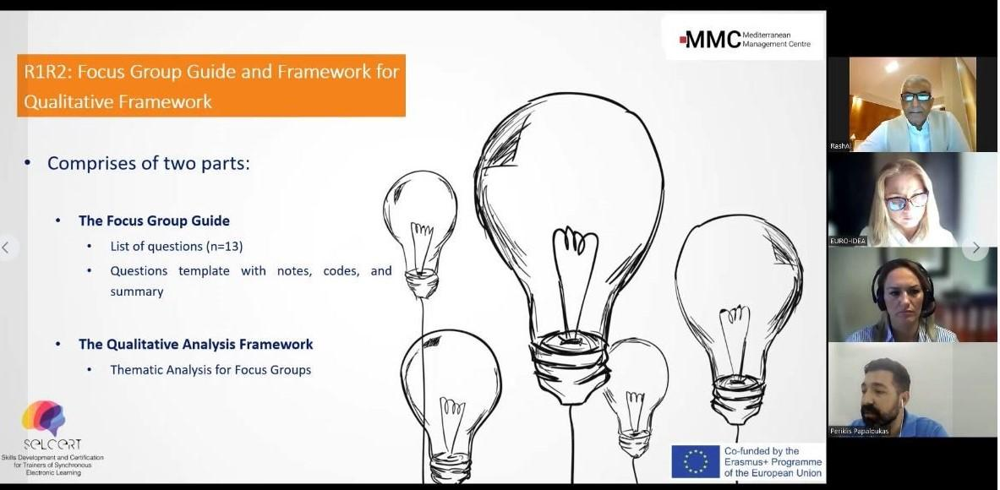 MMC
Mediterranean
Management Centre
R1R2: Focus Group Guide and Framework for
Qualitative Framework
• Comprises of two parts:
• The Focus Group Guide
• List of questions (n=13)
• Questions template with notes, codes, and
summary
• The Qualitative Analysis Framework
• Thematic Analysis for Focus Groups
SELCERT
Skills Development and Certification
for Trainers of Synchronous
Electronic Learning
Co-funded by the
Erasmus+ Programme
of the European Union
RashAl
EURO-IDEA
Periklis Papaloukas